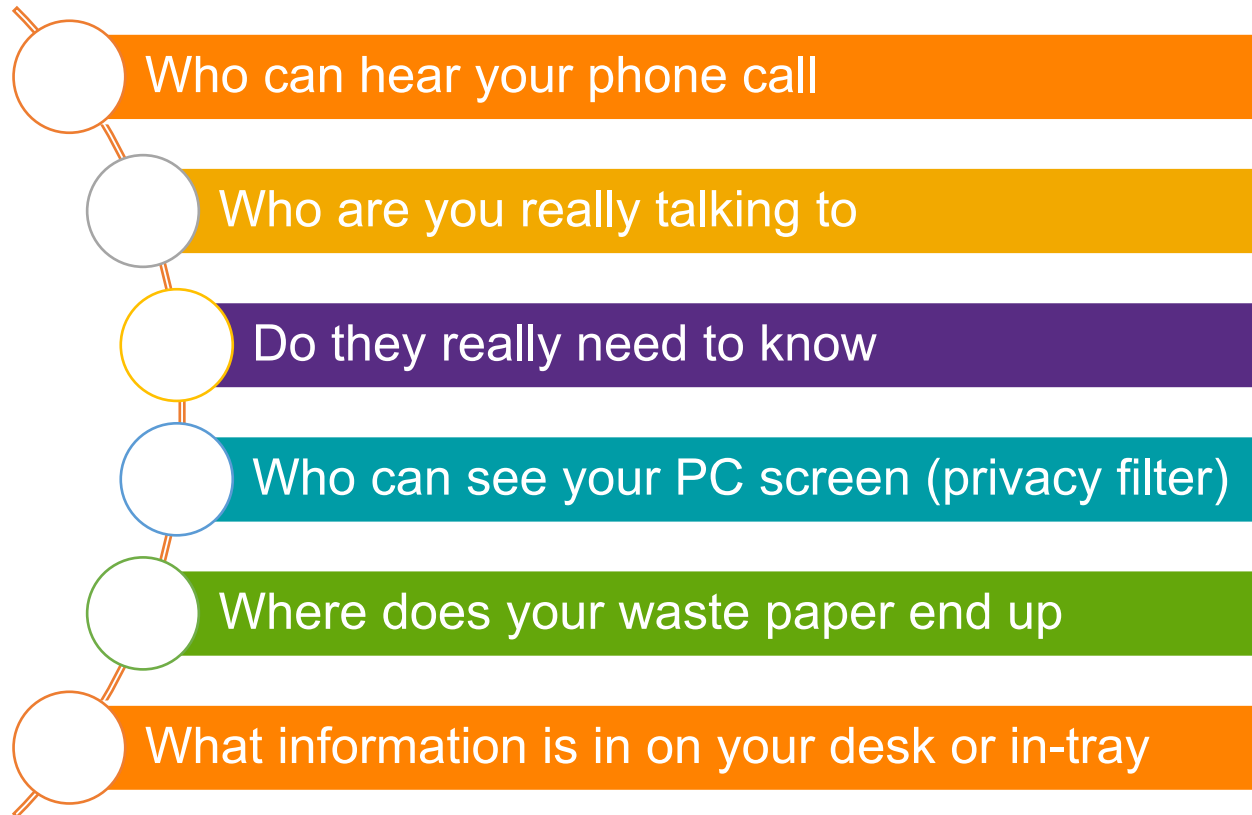 Who can hear your phone call
Who are you really talking to
Do they really need to know
Who can see your PC screen (privacy filter)
Where does your waste paper end up
What information is in on your desk or in-tray